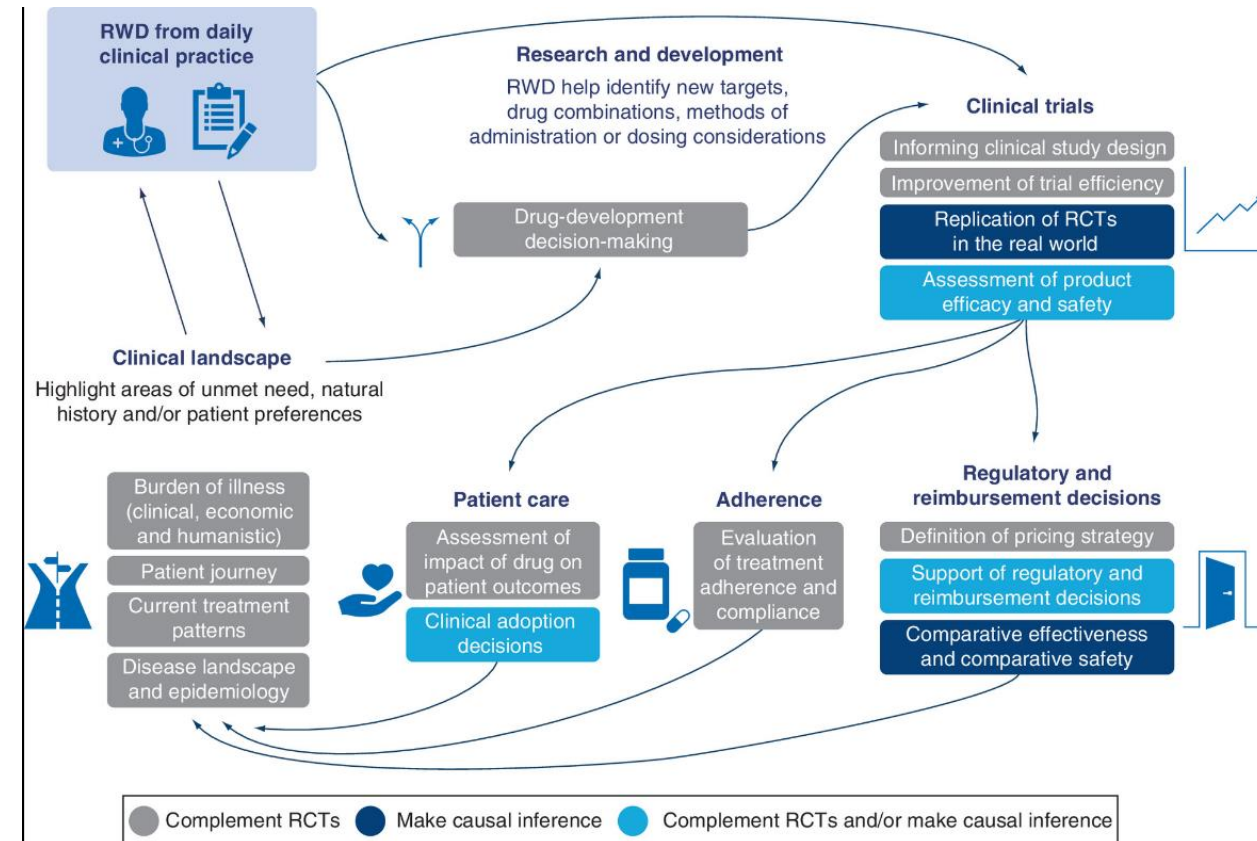 RWD from daily
clinical practice
Research and development
RWD help identify new targets,
drug combinations, methods of
administration or dosing considerations
Clinical trials
Informing clinical study design
Improvement of trial efficiency
Replication of RCTs
in the real world
Assessment of product
efficacy and safety
Drug-development
decision-making
Clinical landscape
Highlight areas of unmet need, natural
history and/or patient preferences
Burden of illness
(clinical, economic
and humanistic)
Patient journey
Current treatment
patterns
Disease landscape
and epidemiology
Patient care
Assessment of
impact of drug on
patient outcomes
Clinical adoption
decisions
Adherence
Evaluation
of treatment
adherence and
compliance
Regulatory and
reimbursement decisions
Definition of pricing strategy
Support of regulatory and
reimbursement decisions
Comparative effectiveness
and comparative safety
Complement RCTs
Make causal inference
Complement RCTs and/or make causal inference